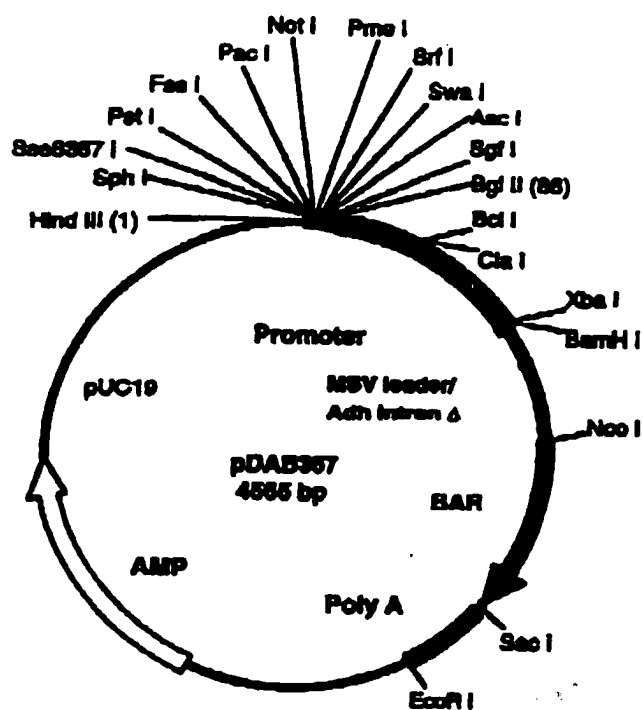 Not I
Pme I
Pac I
Srf I
Fse I
Swa I
Pst I
Asc I
Sse8387 I
Sgf I
Sph I
Bgl II (86)
Hind III (1)
Bcl I
Cla I
Xba I
BamH I
Promoter
MSV leader/
Adh Intron Δ
pUC19
Nco I
pDAB367
4565 bp
BAR
AMP
Poly A
Sac I
EcoR I